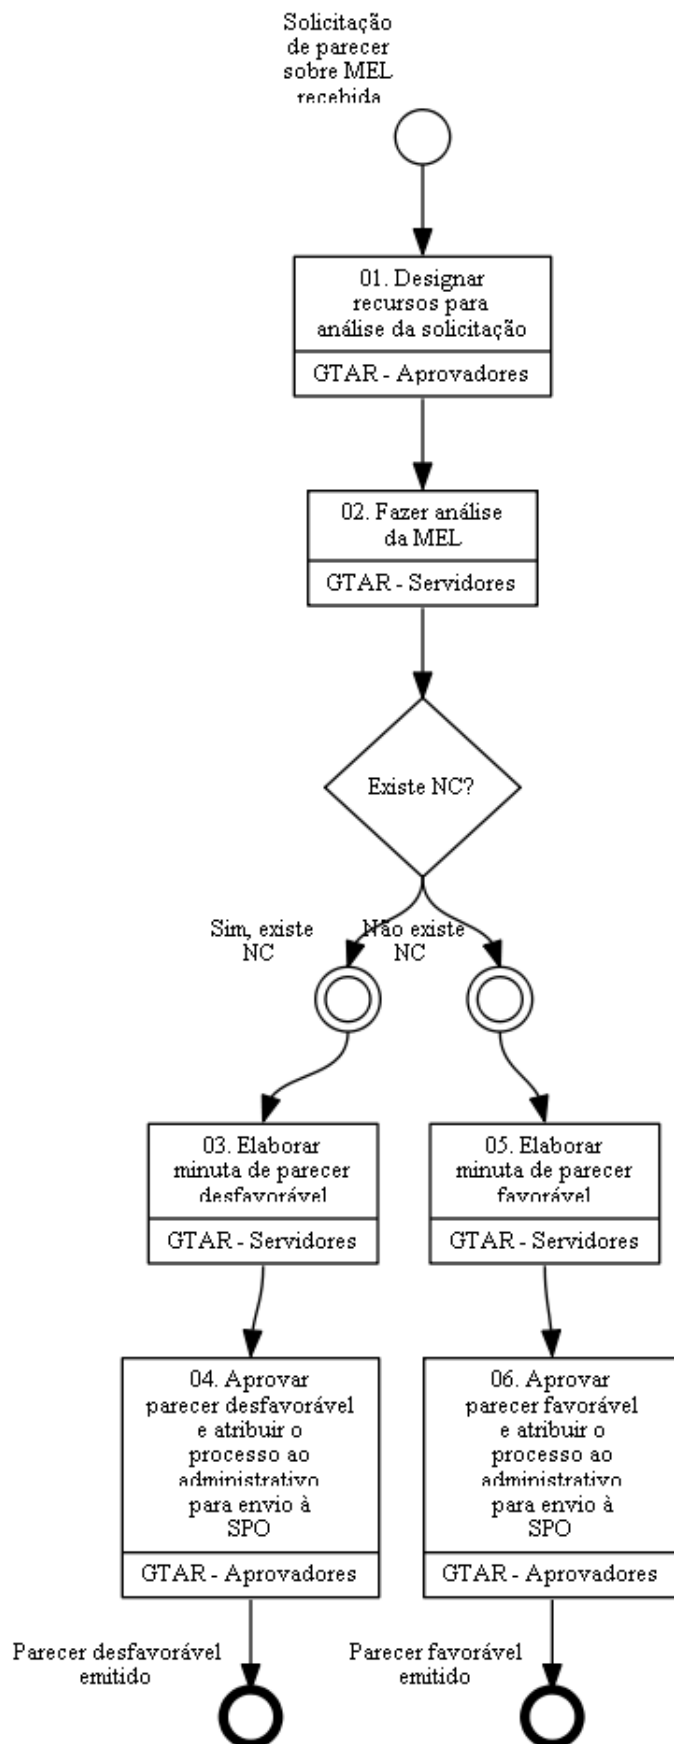 Solicitação
de parecer
sobre MEL
recebida
01. Designar
recursos para
análise da solicitação
GTAR - Aprovadores
02. Fazer análise
da MEL
GTAR - Servidores
Existe NC?
Sim, existe
NC
Não existe
NC
03. Elaborar
minuta de parecer
desfavorável
GTAR - Servidores
05. Elaborar
minuta de parecer
favorável
GTAR - Servidores
04. Aprovar
parecer desfavorável
e atribuir o
processo ao
administrativo
para envio à
SPO
GTAR - Aprovadores
06. Aprovar
parecer favorável
e atribuir o
processo ao
administrativo
para envio à
SPO
GTAR - Aprovadores
Parecer desfavorável
emitido
Parecer favorável
emitido